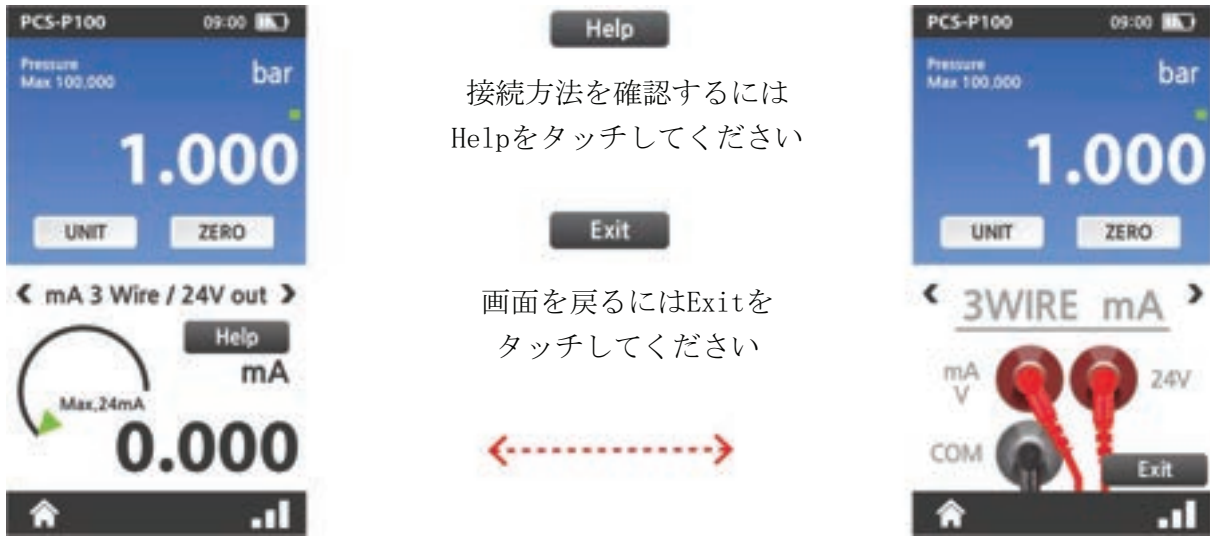 PCS-P100 09:00
Pressure
Max 100,000
bar
1.000
UNIT ZERO
mA 3 Wire / 24V out
Help
mA
Max,24mA
0.000
Help
接続方法を確認するには
Helpをタッチしてください
Exit
画面を戻るにはExitを
タッチしてください
PCS-P100 09:00
Pressure
Max 100,000
bar
1.000
UNIT ZERO
3WIRE mA
mA
V
24V
COM
Exit